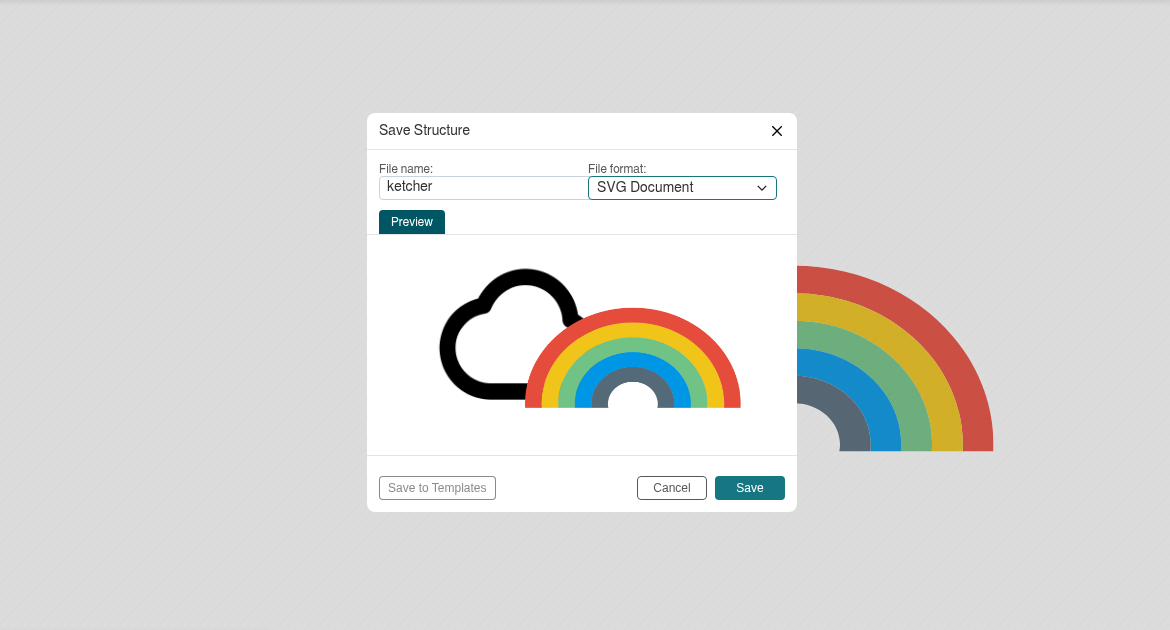 Save Structure
File name:
File format:
ketcher
SVG Document
Preview
Save to Templates
Cancel
Save